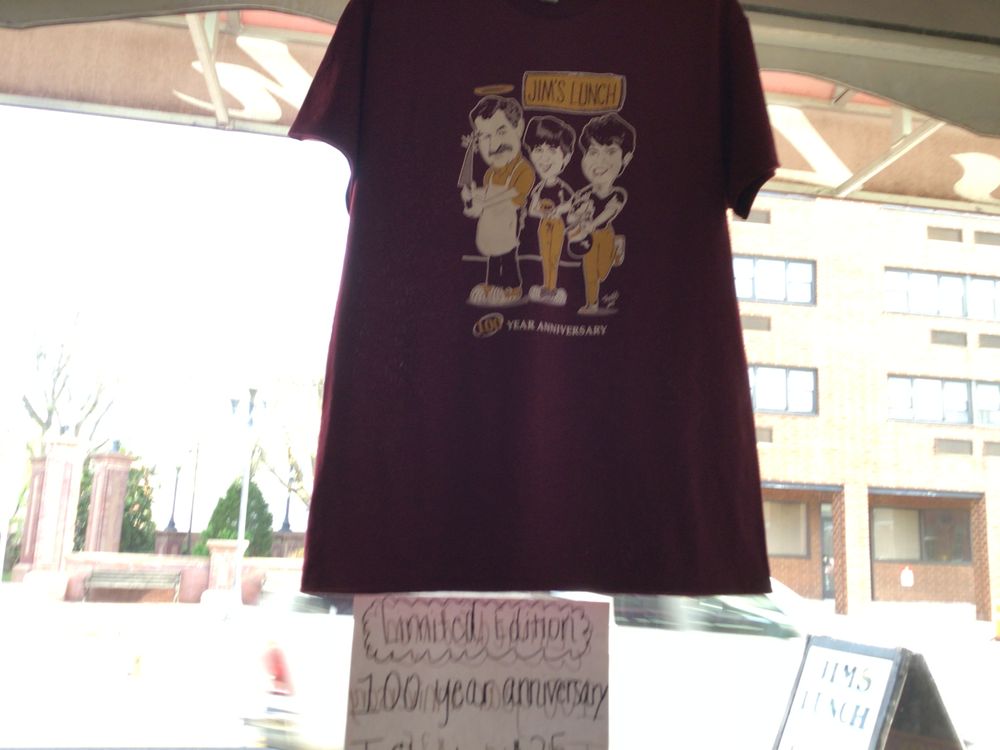 JIM'S LUNCH
100 YEAR ANNIVERSARY
Limited Edition
100 year anniversary
JIM'S
LUNCH